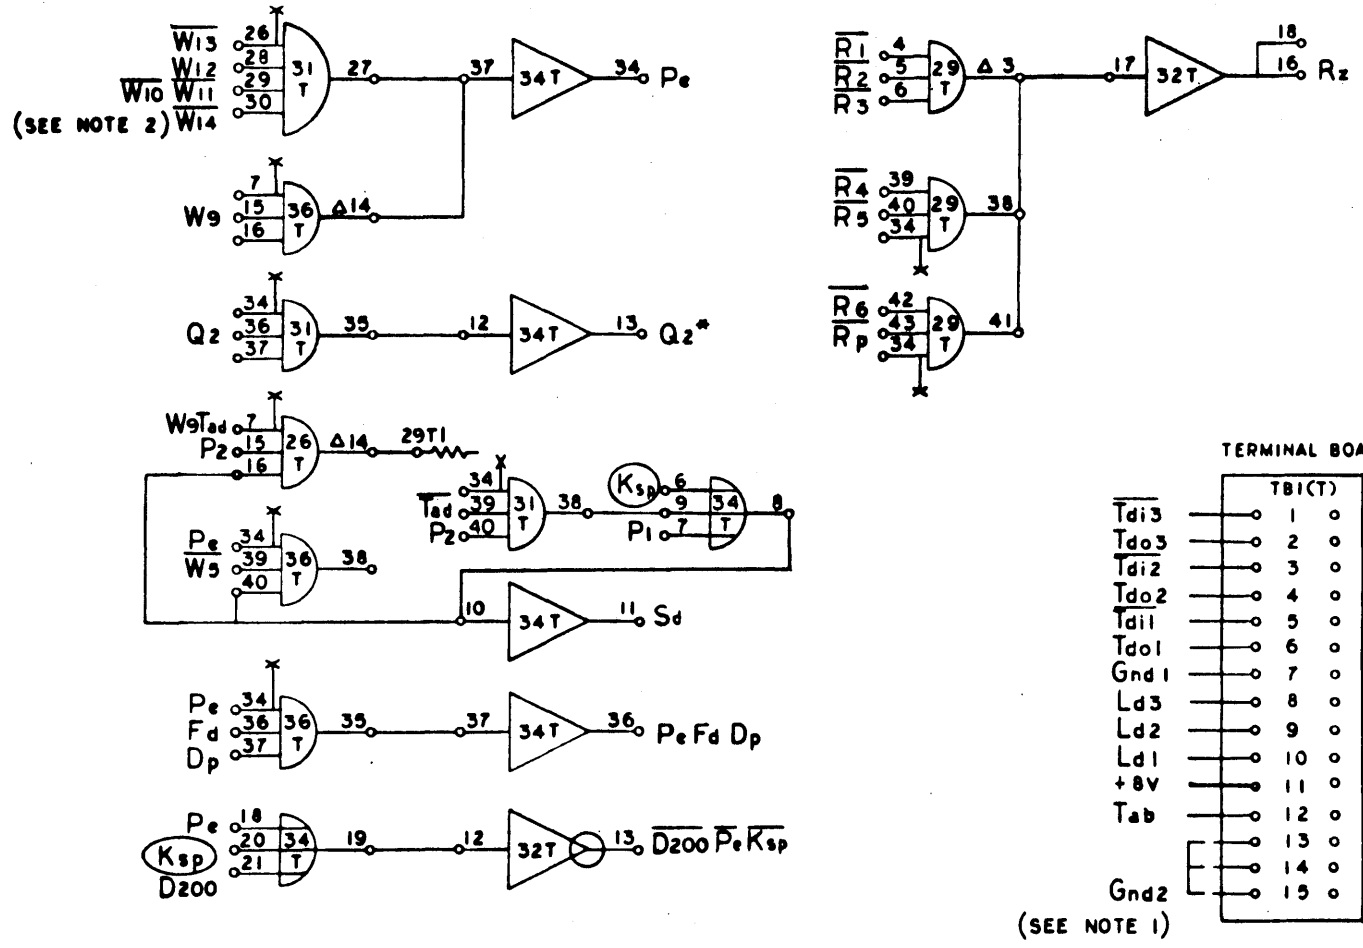 W13 26
W12 28
W10 W11 29
(SEE NOTE 2) W14 30
31 T
27 37 34T 34 Pe
7
W9 15
16
36 T
Δ14
34
Q2 36
37
31 T
35 12 34T 13 Q2*
W9Tad 7
P2 15
16
26 T
Δ14 29T1
34
Tad 39
P2 40
31 T
38
Ksp 6
9
P1 7
34 T
8
Pe 34
W5 39
40
36 T
38
10 34T 11 Sd
Pe 34
Fd 36
Dp 37
36 T
35 37 34T 36 PeFdDp
Pe 18
Ksp 20
D200 21
34 T
19 12 32T 13 D200 Pe Ksp
R1 4
R2 5
R3 6
29 T
Δ 3 17 32T. 18
16 Rz
R4 39
R5 40
34
29 T
38
R6 42
Rp 43
34
29 T
41
TERMINAL BOA
TB1(T)
Tdi3 1
Tdo3 2
Tdi2 3
Tdo2 4
Tdi1 5
Tdo1 6
Gnd1 7
Ld3 8
Ld2 9
Ld1 10
+8V 11
Tab 12
13
14
Gnd2 15
(SEE NOTE 1)